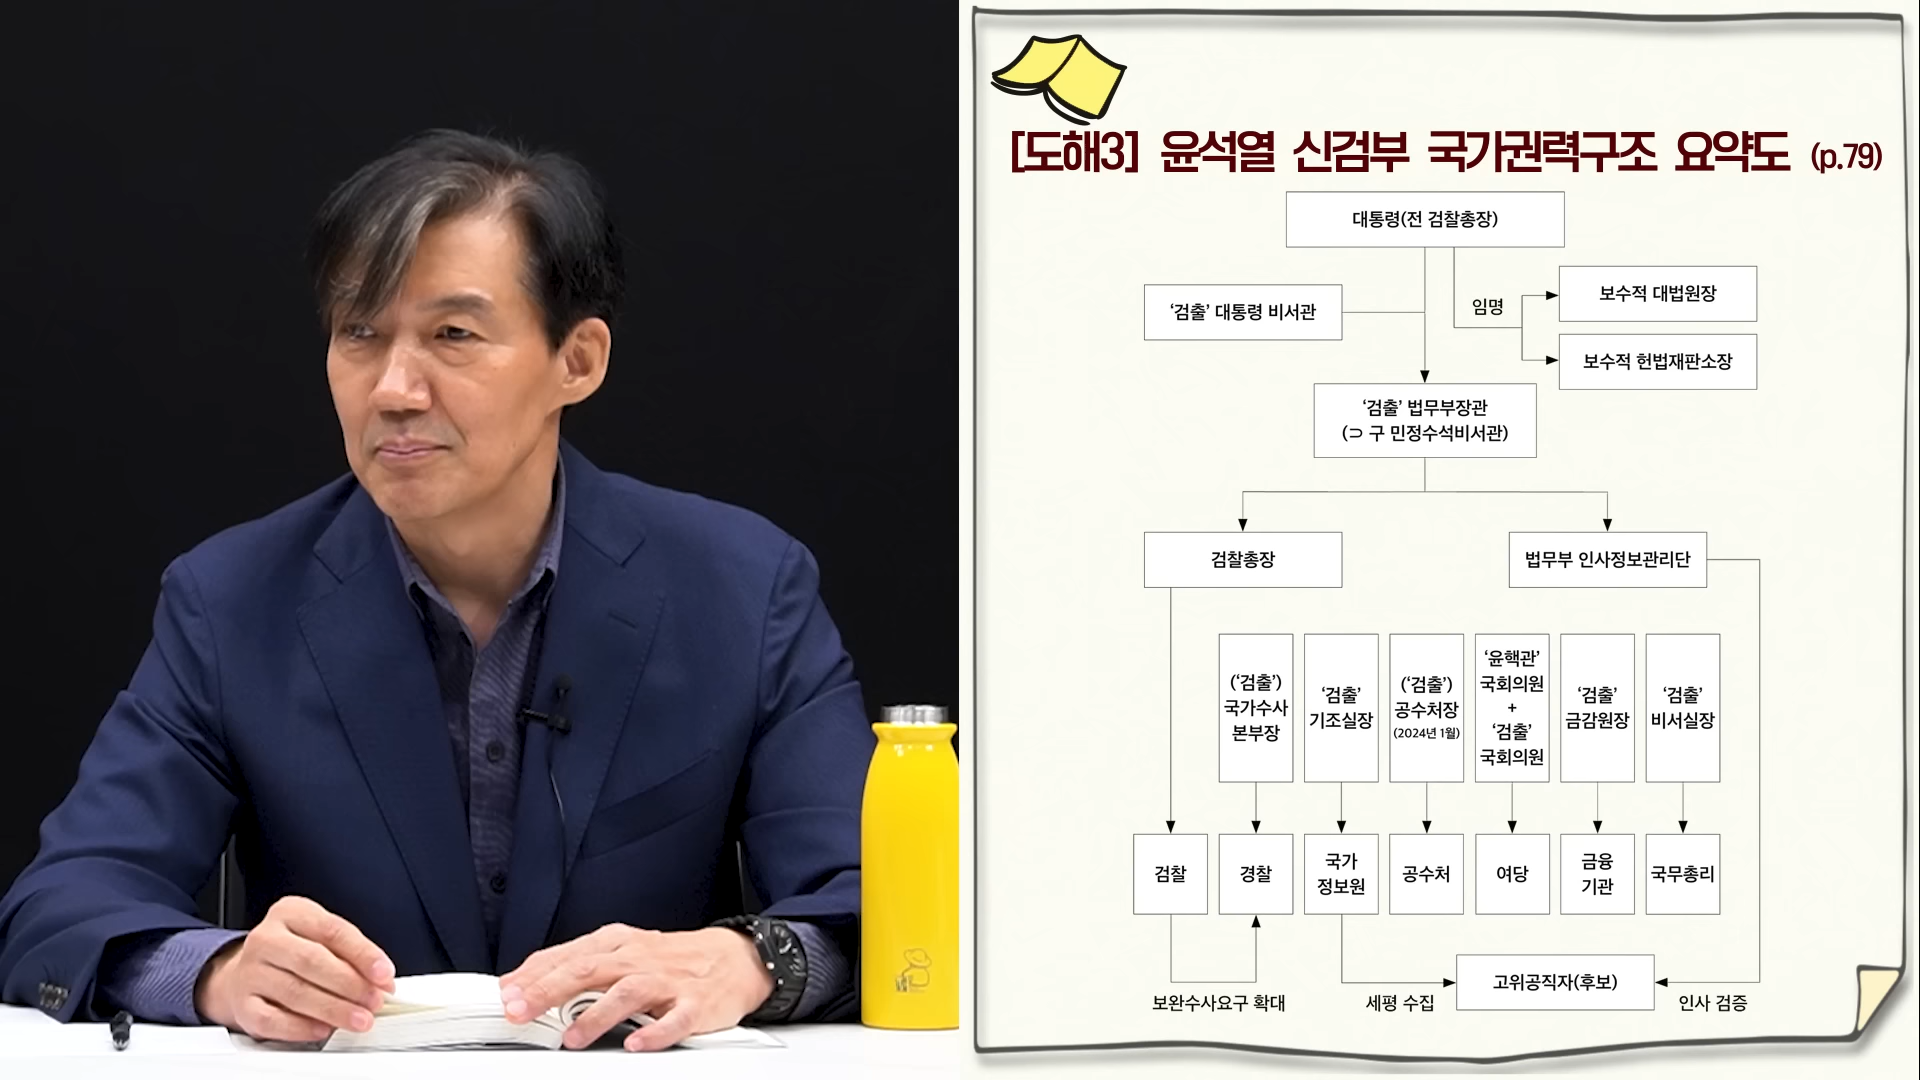 [도해3] 윤석열 신검부 국가권력구조 요약도 (p.79)
대통령(전 검찰총장)
‘검출’ 대통령 비서관
임명
보수적 대법원장
보수적 헌법재판소장
‘검출’ 법무부장관
(⊃ 구 민정수석비서관)
검찰총장
법무부 인사정보관리단
(‘검출’)
국가수사
본부장
‘검출’
기조실장
(‘검출’)
공수처장
(2024년 1월)
‘윤핵관’
국회의원
+
‘검출’
국회의원
‘검출’
금감원장
‘검출’
비서실장
검찰
경찰
국가
정보원
공수처
여당
금융
기관
국무총리
고위공직자(후보)
보완수사요구 확대
세평 수집
인사 검증